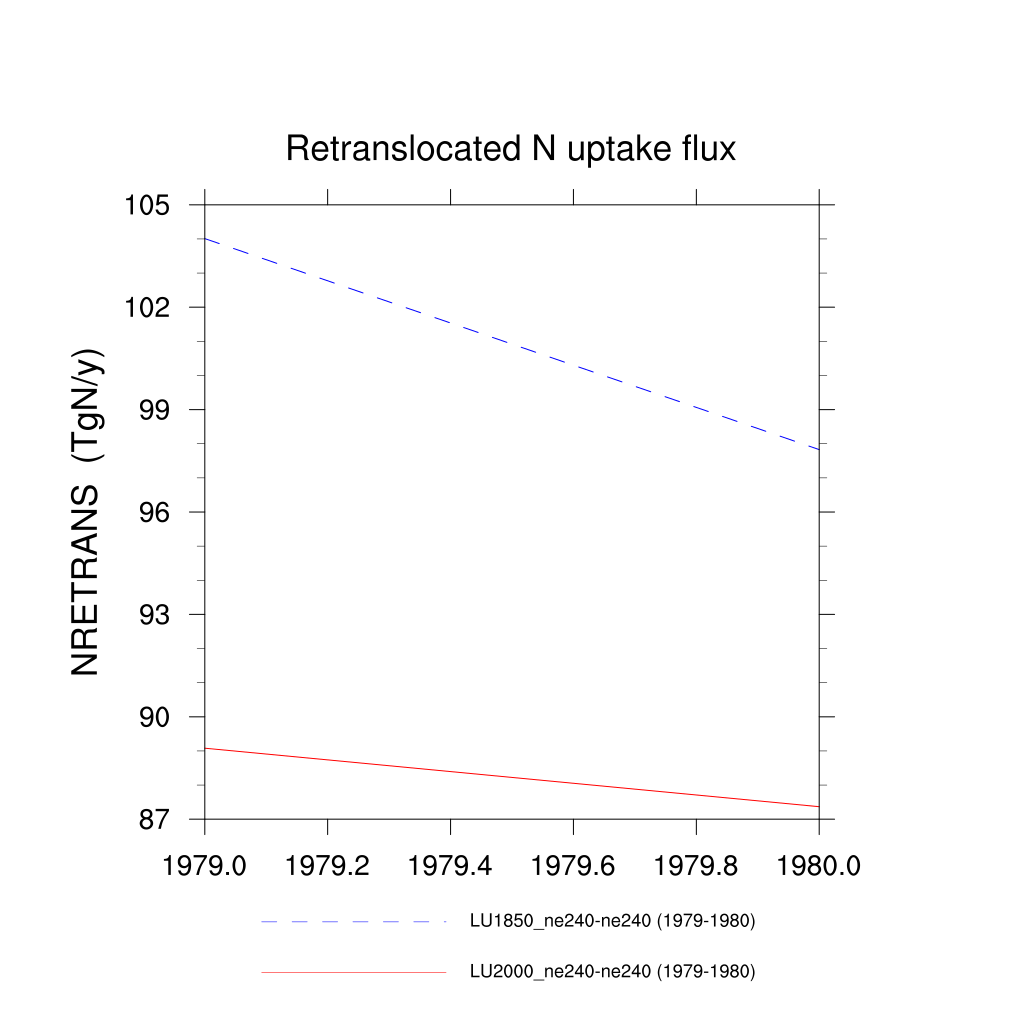 Retranslocated N uptake flux
NRETRANS (TgN/y)
105
102
99
96
93
90
87
1979.0 1979.2 1979.4 1979.6 1979.8 1980.0
LU1850_ne240-ne240 (1979-1980)
LU2000_ne240-ne240 (1979-1980)